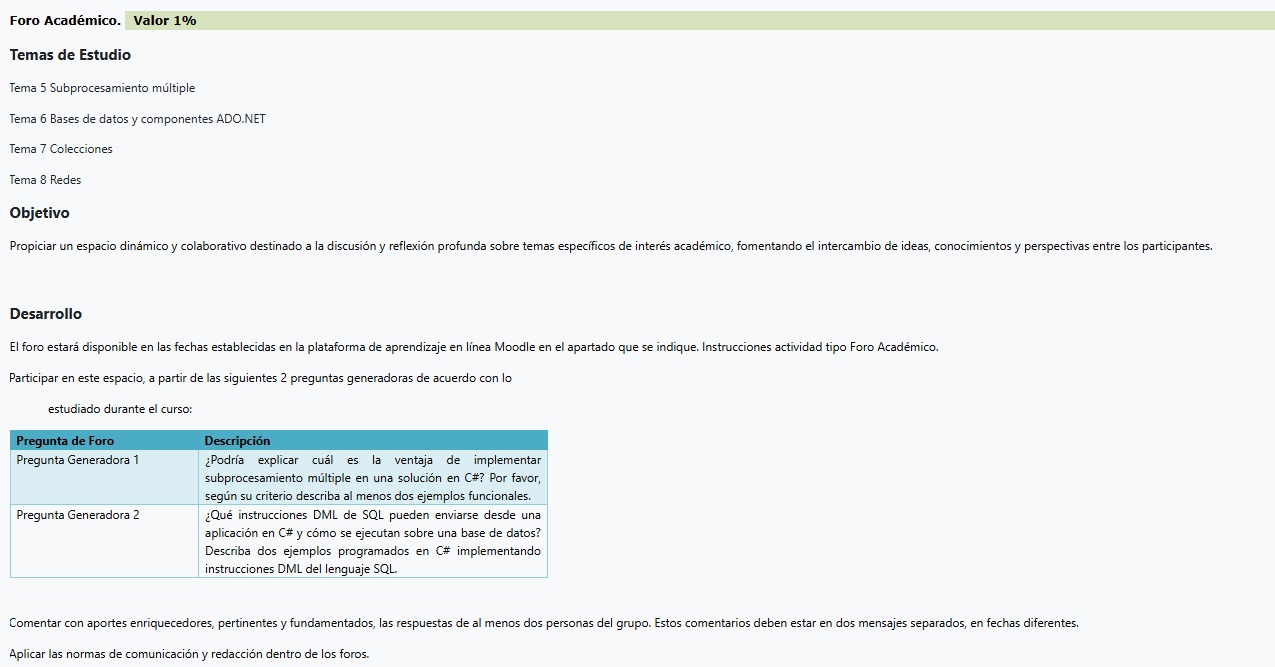 Foro Académico. Valor 1%
Temas de Estudio
Tema 5 Subprocesamiento múltiple
Tema 6 Bases de datos y componentes ADO.NET
Tema 7 Colecciones
Tema 8 Redes
Objetivo
Propiciar un espacio dinámico y colaborativo destinado a la discusión y reflexión profunda sobre temas específicos de interés académico, fomentando el intercambio de ideas, conocimientos y perspectivas entre los participantes.
Desarrollo
El foro estará disponible en las fechas establecidas en la plataforma de aprendizaje en línea Moodle en el apartado que se indique. Instrucciones actividad tipo Foro Académico.
Participar en este espacio, a partir de las siguientes 2 preguntas generadoras de acuerdo con lo
estudiado durante el curso:
Pregunta de Foro Descripción
Pregunta Generadora 1 ¿Podría explicar cuál es la ventaja de implementar
subprocesamiento múltiple en una solución en C#? Por favor,
según su criterio describa al menos dos ejemplos funcionales.
Pregunta Generadora 2 ¿Qué instrucciones DML de SQL pueden enviarse desde una
aplicación en C# y cómo se ejecutan sobre una base de datos?
Describa dos ejemplos programados en C# implementando
instrucciones DML del lenguaje SQL.
Comentar con aportes enriquecedores, pertinentes y fundamentados, las respuestas de al menos dos personas del grupo. Estos comentarios deben estar en dos mensajes separados, en fechas diferentes.
Aplicar las normas de comunicación y redacción dentro de los foros.